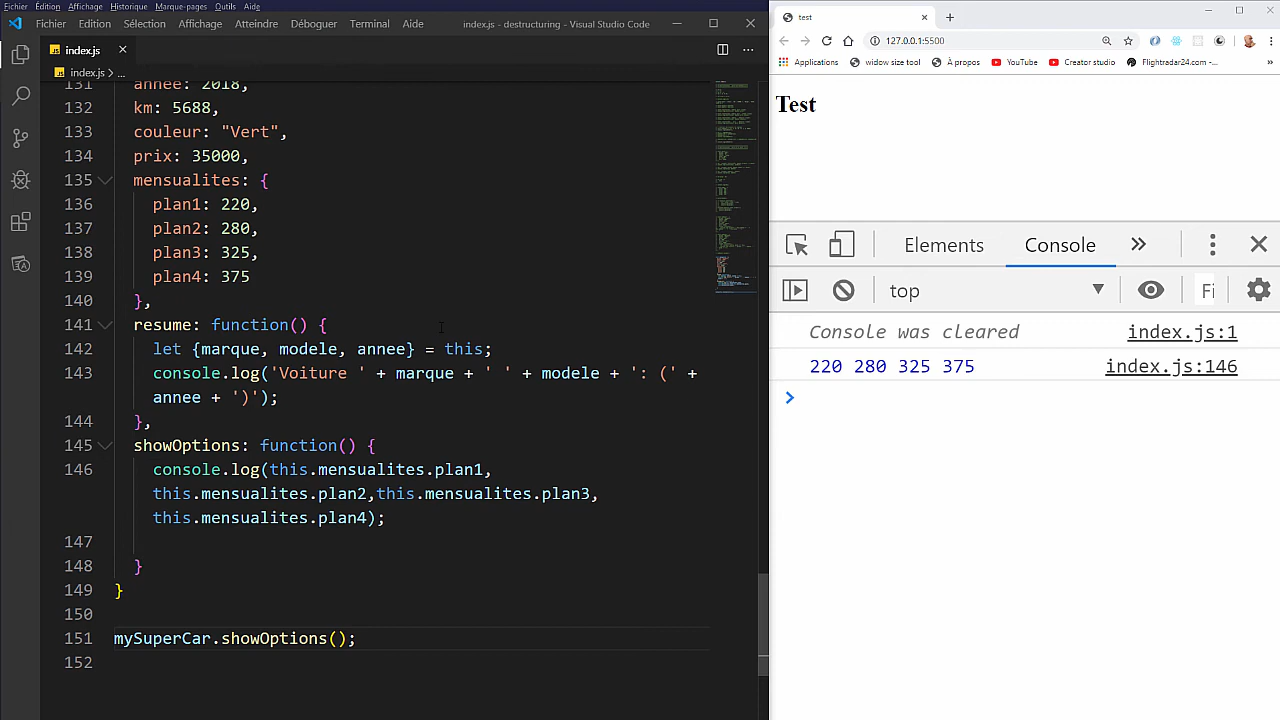 Fichier Édition Affichage Historique Marque-pages Outils Aide
Fichier Edition Sélection Affichage Atteindre Déboguer Terminal Aide index.js - destructuring - Visual Studio Code
index.js
index.js > ...
131 annee: 2018,
132 km: 5688,
133 couleur: "Vert",
134 prix: 35000,
135 mensualites: {
136 plan1: 220,
137 plan2: 280,
138 plan3: 325,
139 plan4: 375
140 },
141 resume: function() {
142 let {marque, modele, annee} = this;
143 console.log('Voiture ' + marque + ' ' + modele + ': (' +
annee + ')');
144 },
145 showOptions: function() {
146 console.log(this.mensualites.plan1,
this.mensualites.plan2,this.mensualites.plan3,
this.mensualites.plan4);
147
148 }
149 }
150
151 mySuperCar.showOptions();
152
test
127.0.0.1:5500
Applications widow size tool À propos YouTube Creator studio Flightradar24.com -... »
Test
Elements Console »
top Fi
Console was cleared index.js:1
220 280 325 375 index.js:146
>